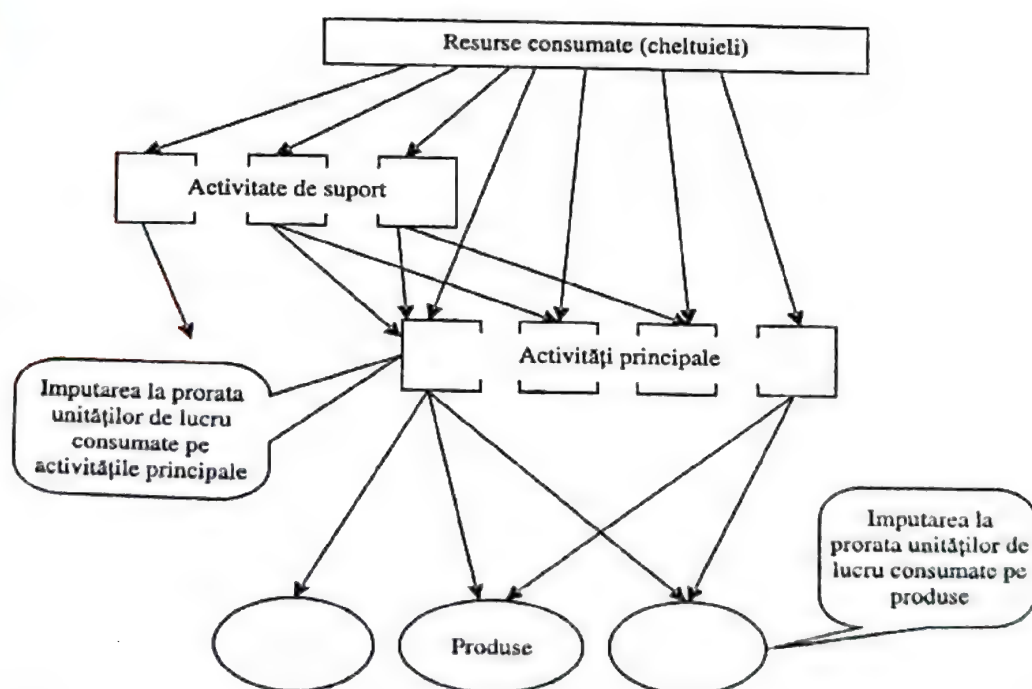 Resurse consumate (cheltuieli)
Activitate de suport
Activități principale
Imputarea la prorata
unităților de lucru
consumate pe
activitățile principale
Imputarea la
prorata unităților de
lucru consumate pe
produse
Produse